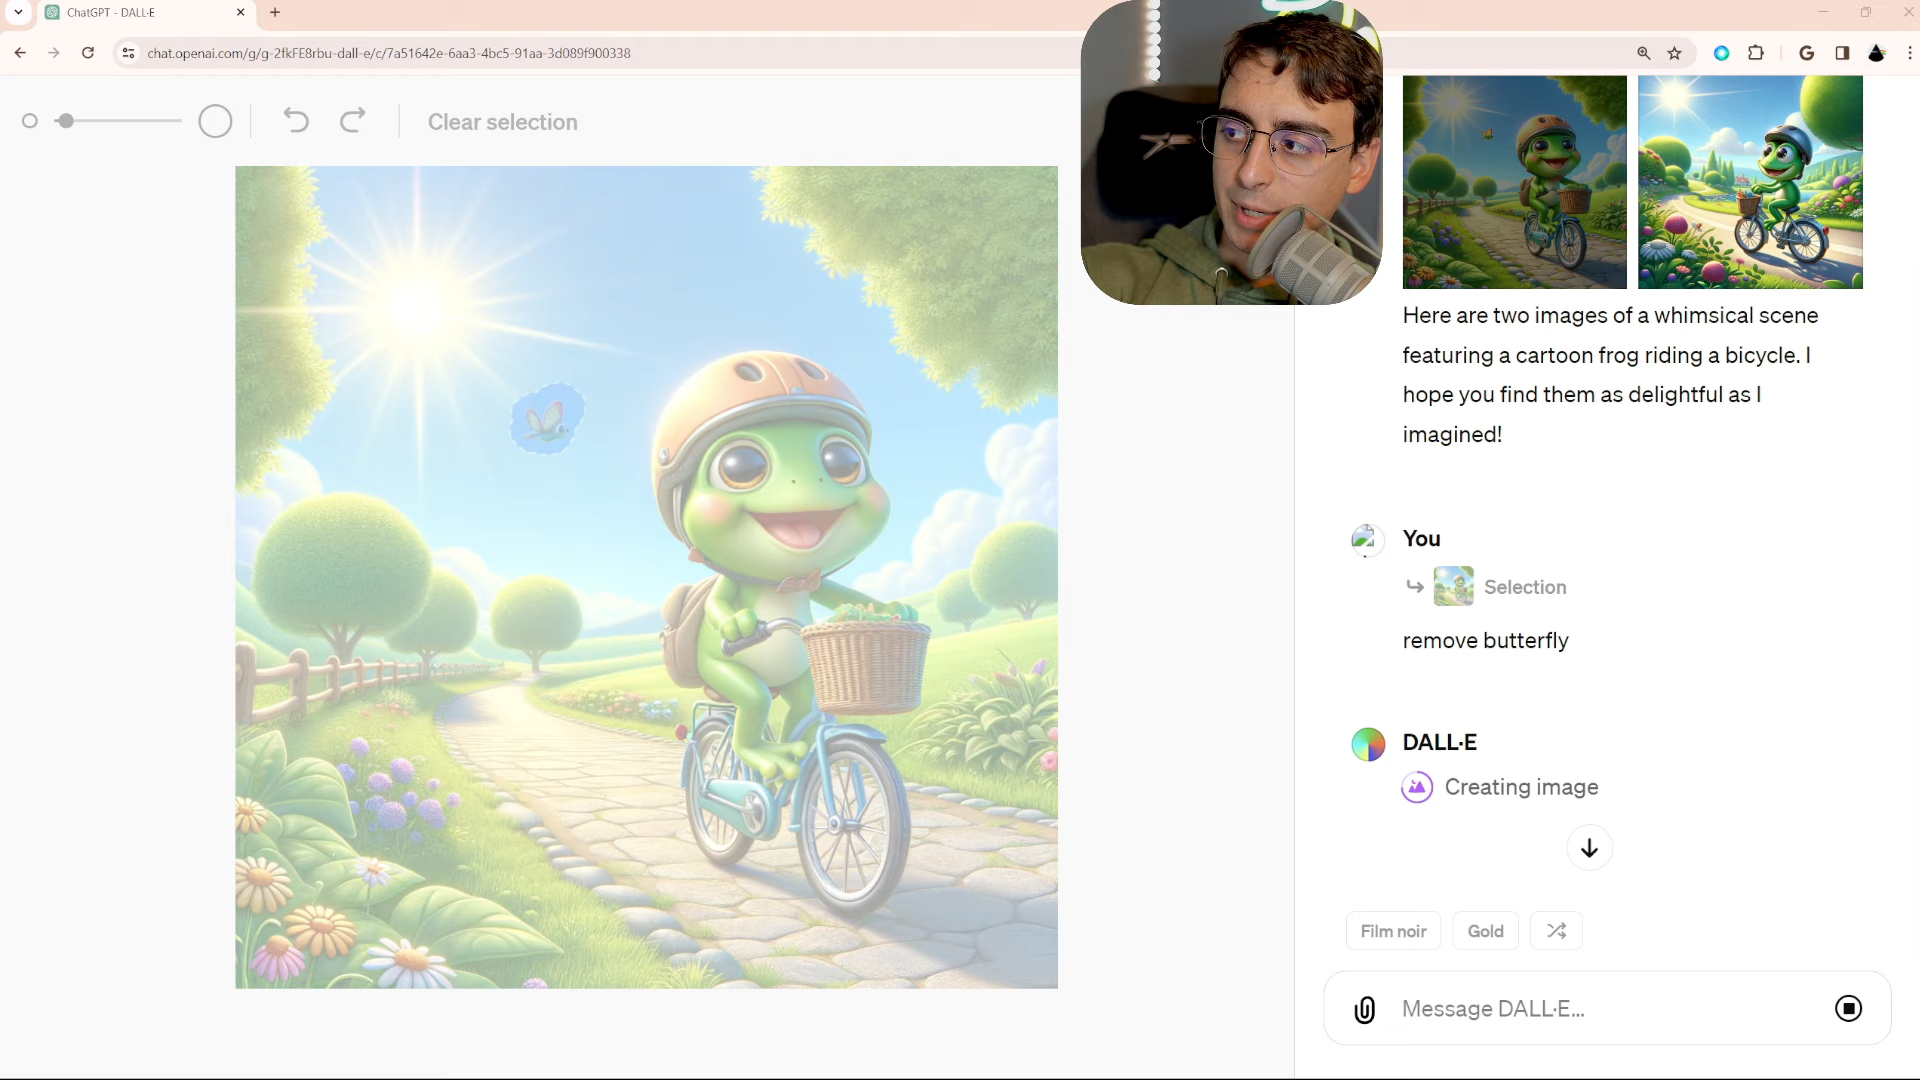 ChatGPT - DALL·E
chat.openai.com/g/g-2fkFE8rbu-dall-e/c/7a51642e-6aa3-4bc5-91aa-3d089f900338
Clear selection
Here are two images of a whimsical scene
featuring a cartoon frog riding a bicycle. I
hope you find them as delightful as I
imagined!
You
Selection
remove butterfly
DALL·E
Creating image
Film noir
Gold
Message DALL·E...